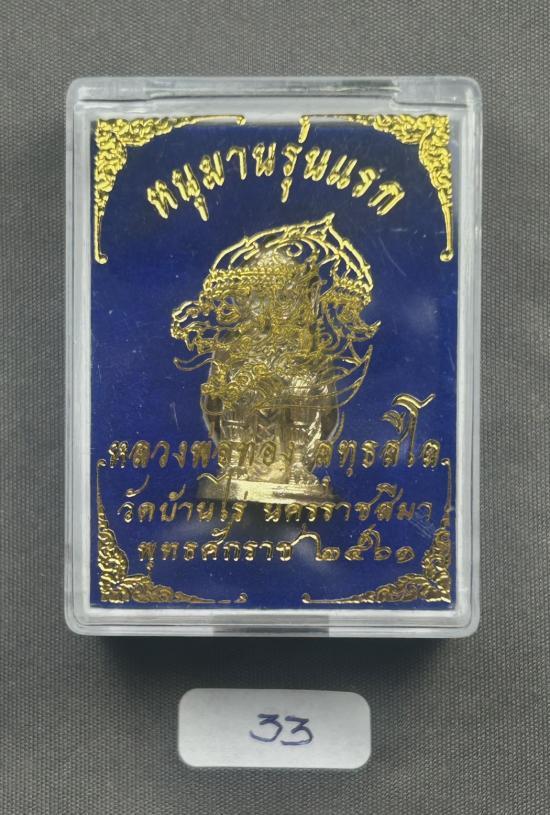 หนุมานรุ่นแรก
หลวงพ่อทอง สุทธสีโล
วัดบ้านไร่ นครราชสีมา
พุทธศักราช ๒๕๖๑
33